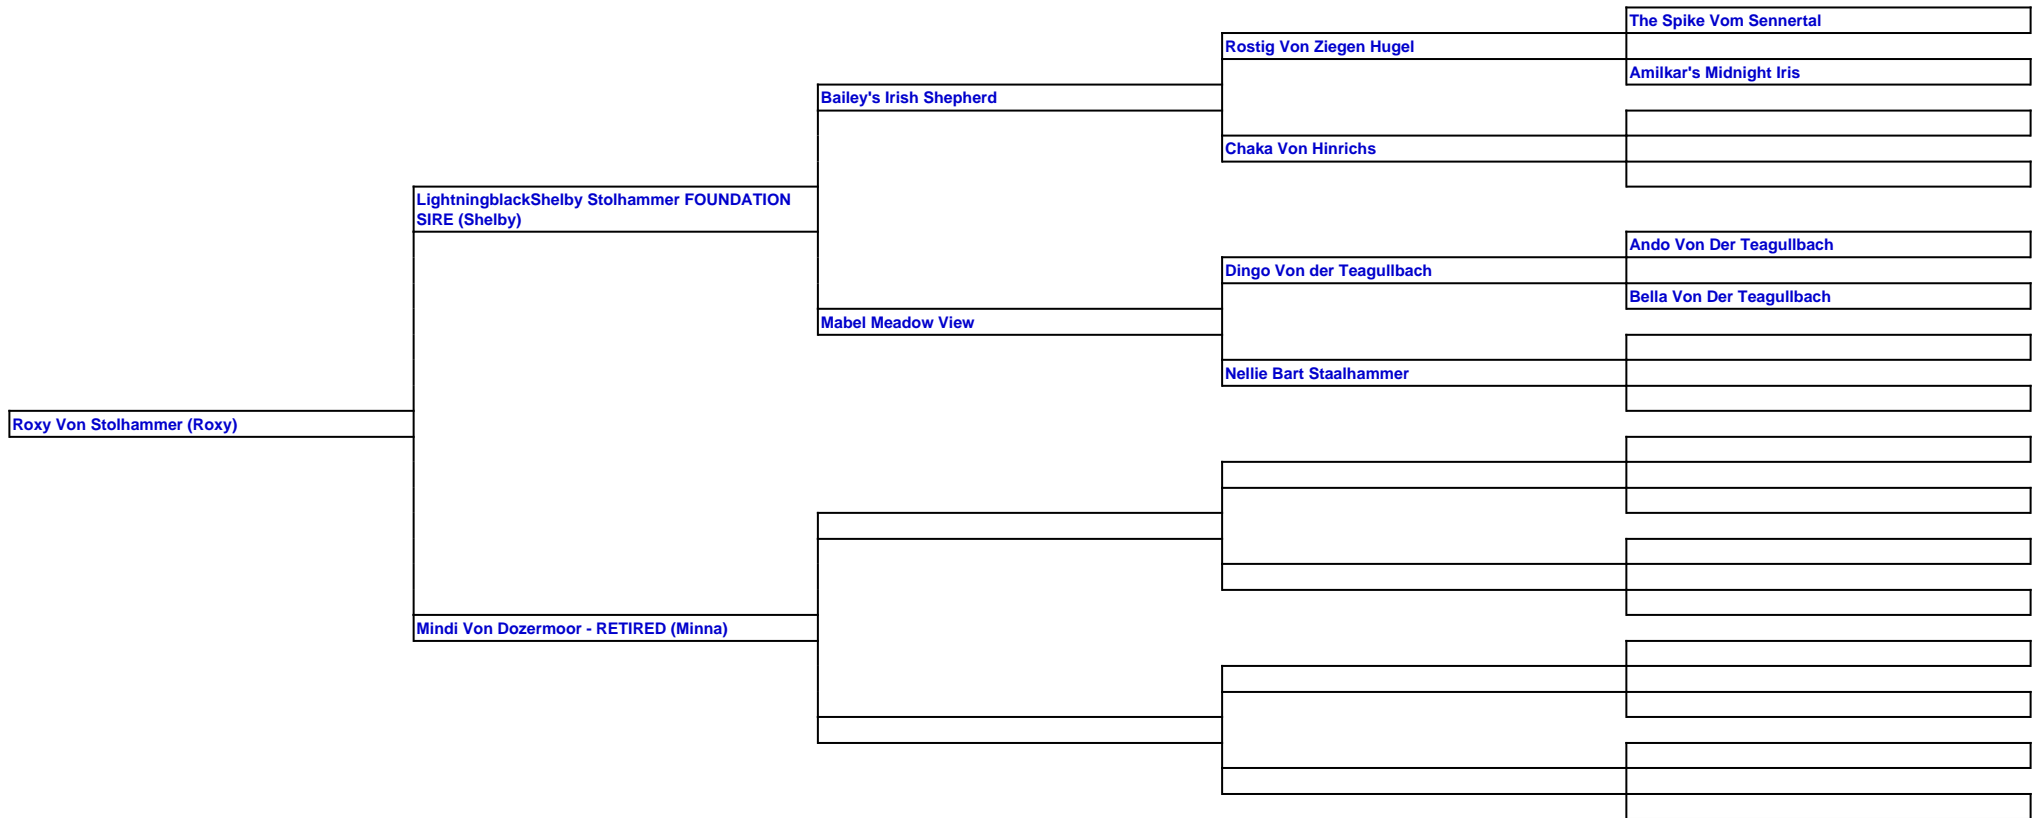 The Spike Vom Sennertal
Rostig Von Ziegen Hugel
Amilkar's Midnight Iris
Bailey's Irish Shepherd
Chaka Von Hinrichs
LightningblackShelby Stolhammer FOUNDATION
SIRE (Shelby)
Ando Von Der Teagullbach
Dingo Von der Teagullbach
Bella Von Der Teagullbach
Mabel Meadow View
Nellie Bart Staalhammer
Roxy Von Stolhammer (Roxy)
Mindi Von Dozermoor - RETIRED (Minna)